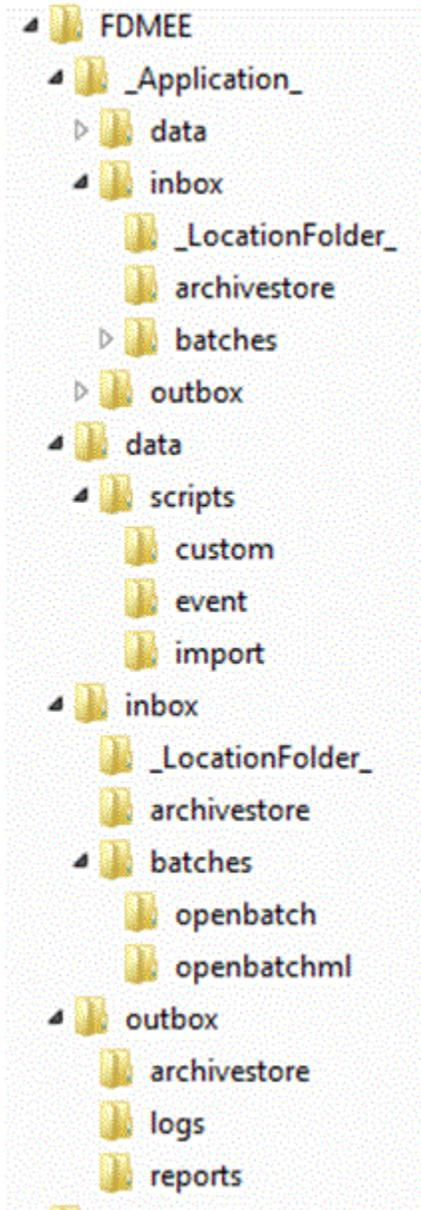 FDMEE
_Application_
data
inbox
_LocationFolder_
archivestore
batches
outbox
data
scripts
custom
event
import
inbox
_LocationFolder_
archivestore
batches
openbatch
openbatchml
outbox
archivestore
logs
reports